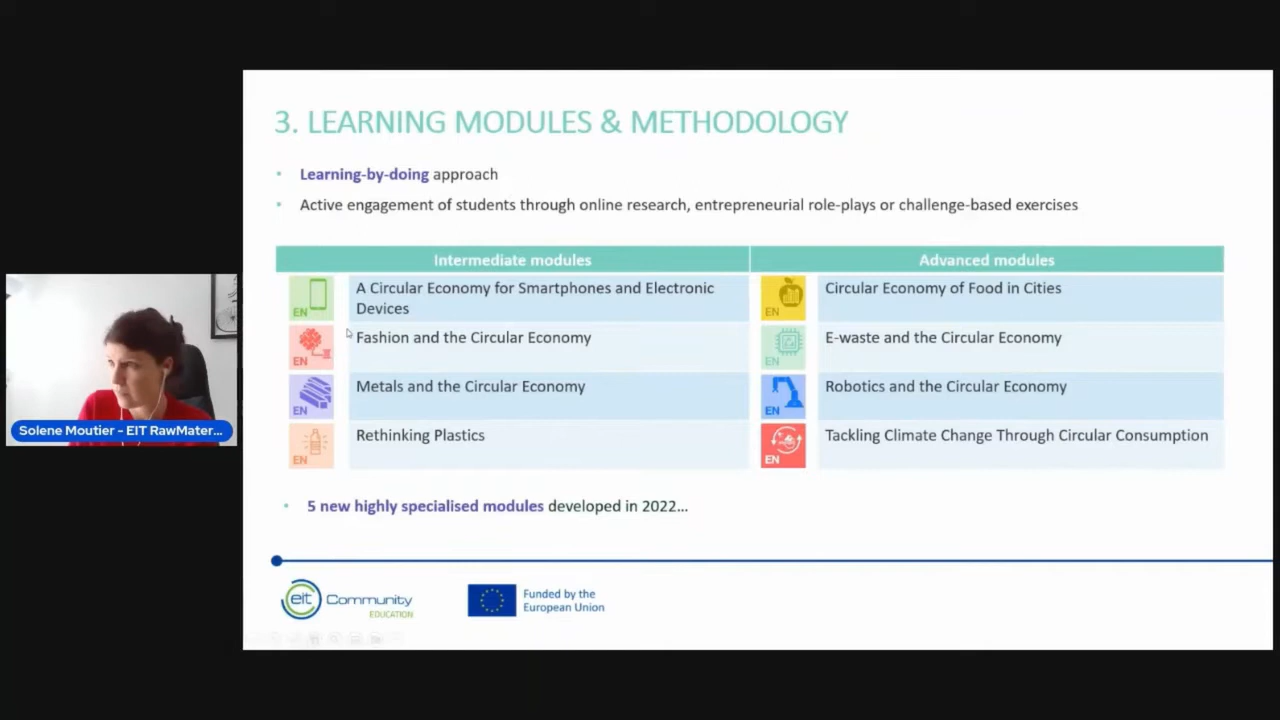 3. LEARNING MODULES & METHODOLOGY
• Learning-by-doing approach
• Active engagement of students through online research, entrepreneurial role-plays or challenge-based exercises
Intermediate modules
Advanced modules
EN
A Circular Economy for Smartphones and Electronic
Devices
EN
Circular Economy of Food in Cities
EN
Fashion and the Circular Economy
EN
E-waste and the Circular Economy
EN
Metals and the Circular Economy
EN
Robotics and the Circular Economy
EN
Rethinking Plastics
EN
Tackling Climate Change Through Circular Consumption
• 5 new highly specialised modules developed in 2022...
Solene Moutier - EIT RawMater...
eit Community
EDUCATION
Funded by the
European Union